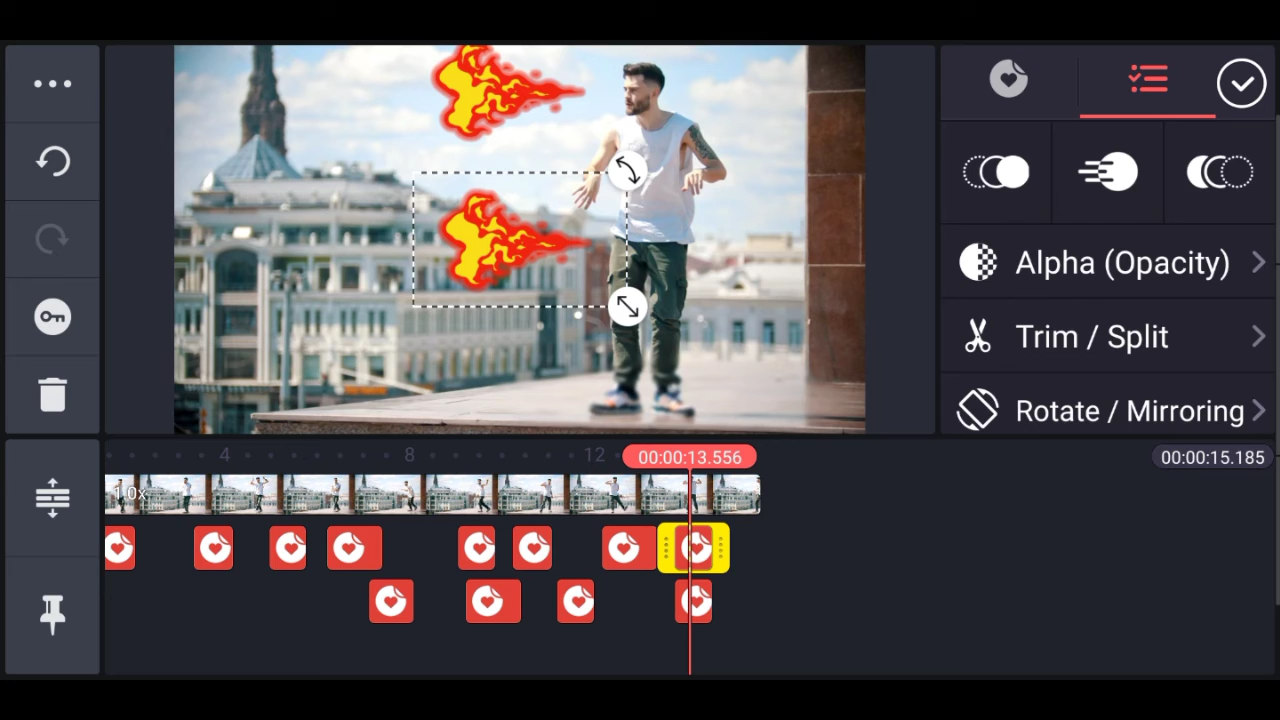 Alpha (Opacity)
Trim / Split
Rotate / Mirroring
4
8
12
00:00:13.556
00:00:15.185
1.0x